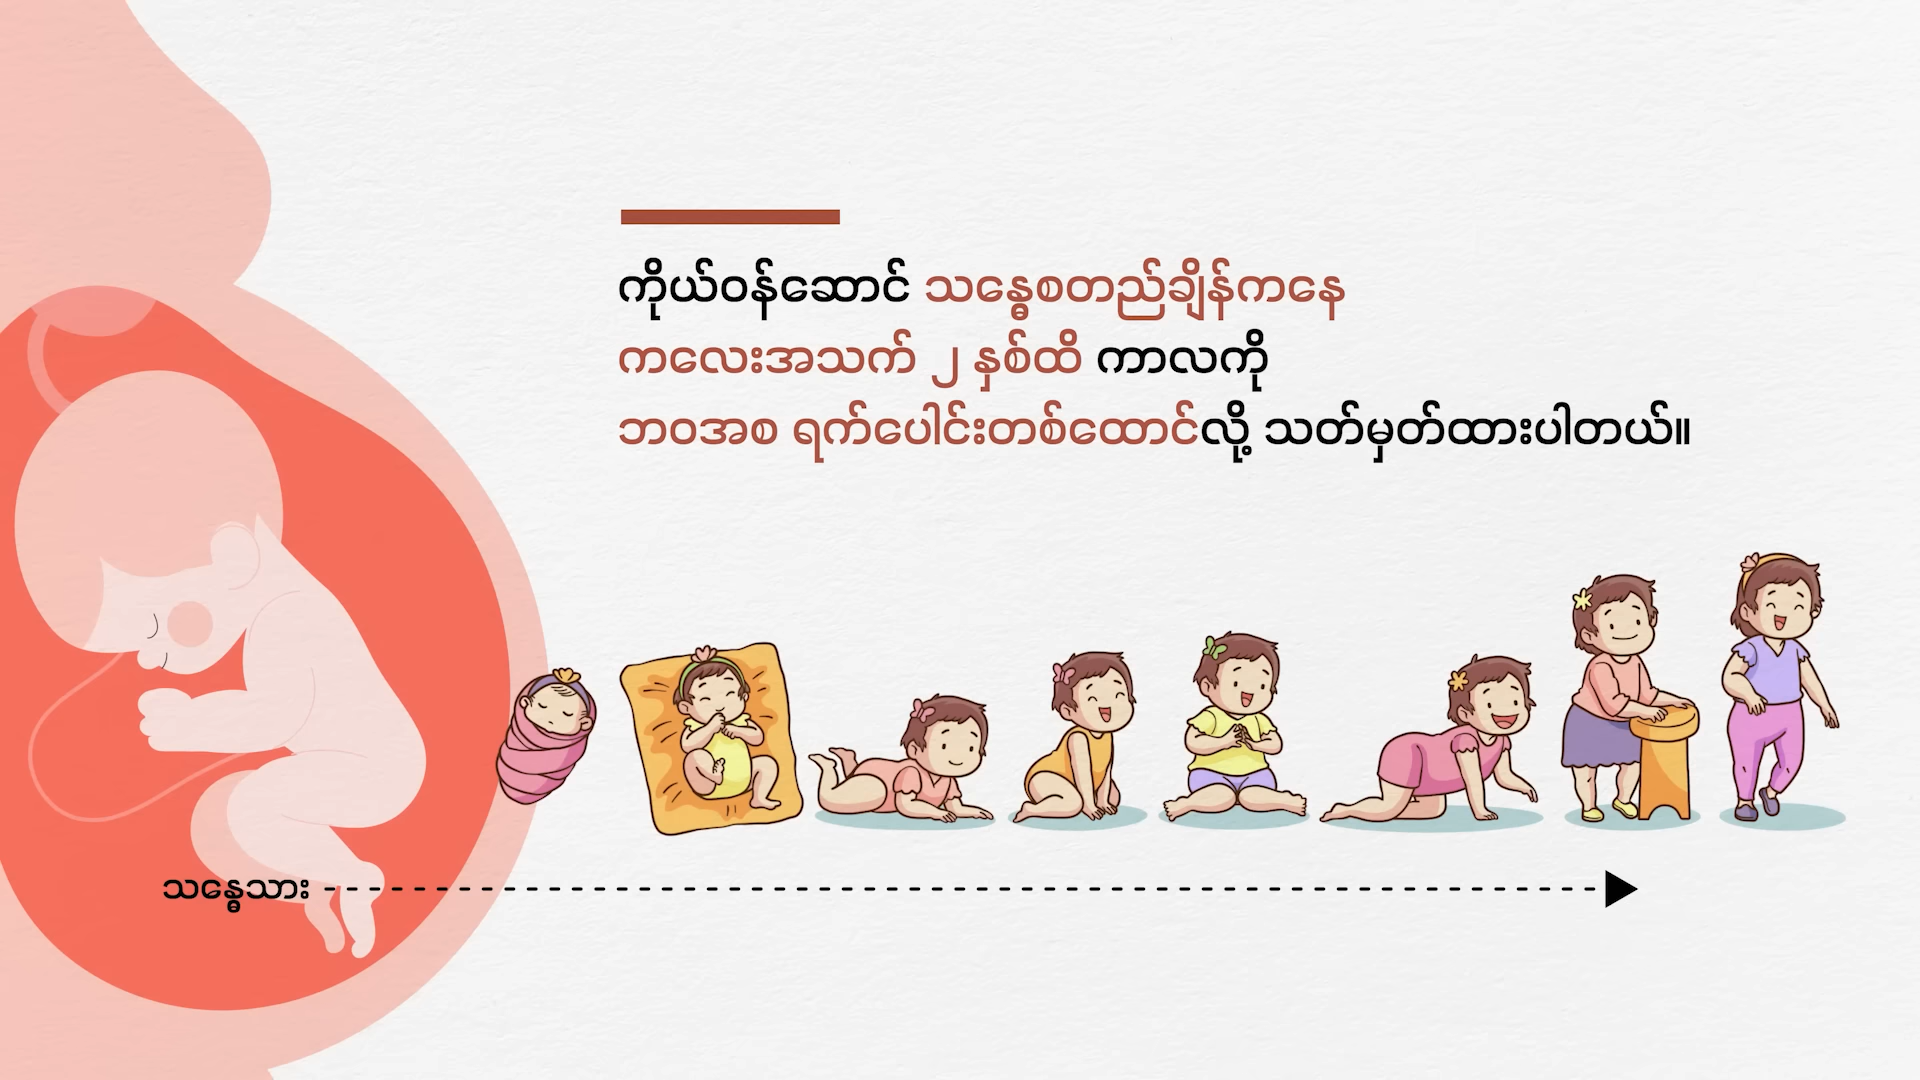 ကိုယ်ဝန်ဆောင် သန္ဓေစတည်ချိန်ကနေ
ကလေးအသက် ၂ နှစ်ထိ ကာလကို
ဘဝအစ ရက်ပေါင်းတစ်ထောင်လို့ သတ်မှတ်ထားပါတယ်။
သန္ဓေသား